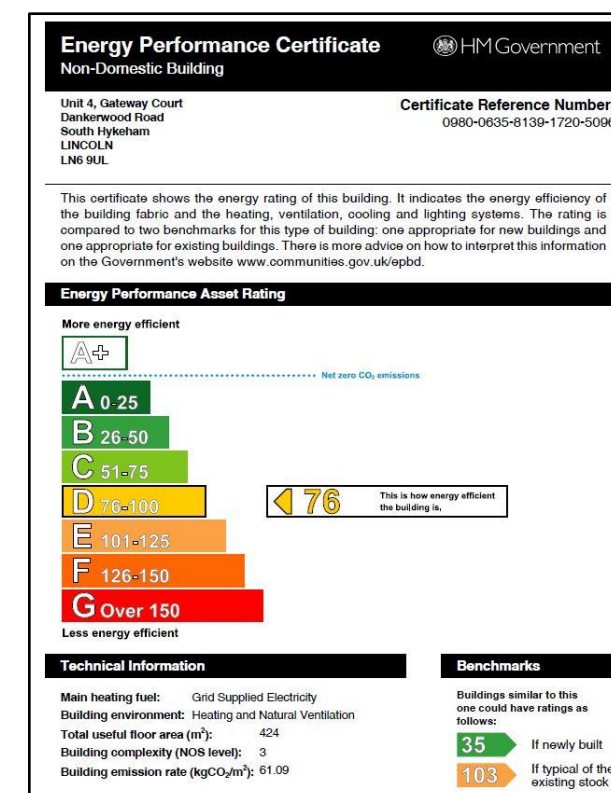 Energy Performance Certificate
HM Government
Non-Domestic Building
Unit 4, Gateway Court
Dankerwood Road
South Hykeham
LINCOLN
LN6 9UL
Certificate Reference Number
0980-0635-8139-1720-5096
This certificate shows the energy rating of this building. It indicates the energy efficiency of
the building fabric and the heating, ventilation, cooling and lighting systems. The rating is
compared to two benchmarks for this type of building: one appropriate for new buildings and
one appropriate for existing buildings. There is more advice on how to interpret this information
on the Government's website www.communities.gov.uk/epbd.
Energy Performance Asset Rating
More energy efficient
A+
Net zero CO₂ emissions
A 0-25
B 26-50
C 51-75
D 76-100
76
This is how energy efficient
the building is.
E 101-125
F 126-150
G Over 150
Less energy efficient
Technical Information
Main heating fuel: Grid Supplied Electricity
Building environment: Heating and Natural Ventilation
Total useful floor area (m²): 424
Building complexity (NOS level): 3
Building emission rate (kgCO₂/m²): 61.09
Benchmarks
Buildings similar to this
one could have ratings as
follows:
35 If newly built
103 If typical of the
existing stock